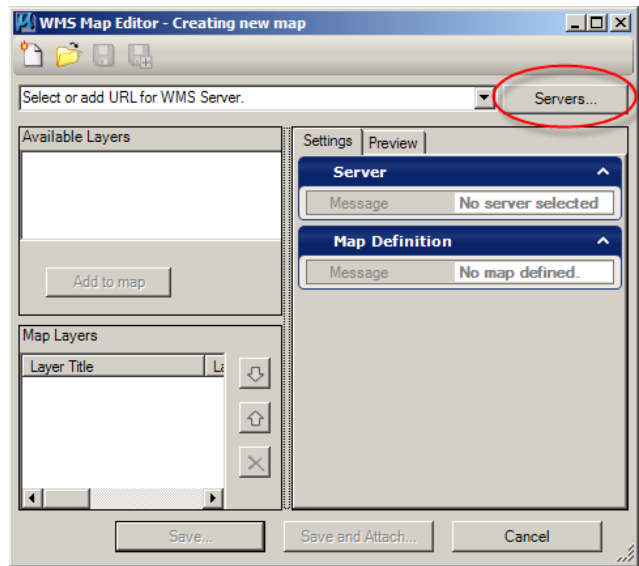 WMS Map Editor - Creating new map
Select or add URL for WMS Server.
Servers...
Available Layers
Add to map
Map Layers
Layer Title La
Settings Preview
Server
Message No server selected
Map Definition
Message No map defined.
Save...
Save and Attach...
Cancel